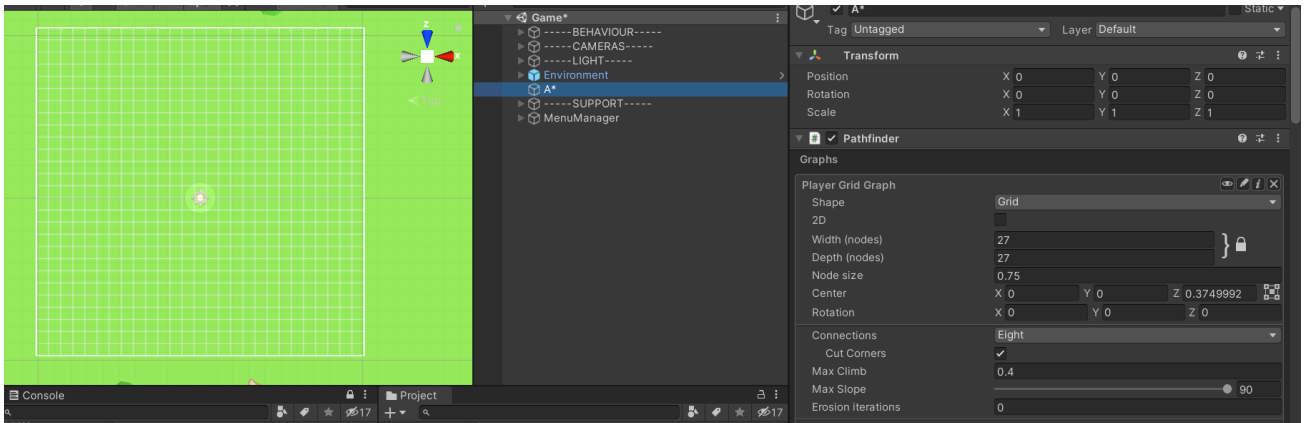 z
x
Top
Game*
-----BEHAVIOUR-----
-----CAMERAS-----
-----LIGHT-----
Environment
A*
-----SUPPORT-----
MenuManager
Console
17
Project
17
A*
Static
Tag Untagged Layer Default
Transform
Position X 0 Y 0 Z 0
Rotation X 0 Y 0 Z 0
Scale X 1 Y 1 Z 1
Pathfinder
Graphs
Player Grid Graph
Shape Grid
2D
Width (nodes) 27
Depth (nodes) 27
Node size 0.75
Center X 0 Y 0 Z 0.3749992
Rotation X 0 Y 0 Z 0
Connections Eight
Cut Corners
Max Climb 0.4
Max Slope 90
Erosion iterations 0